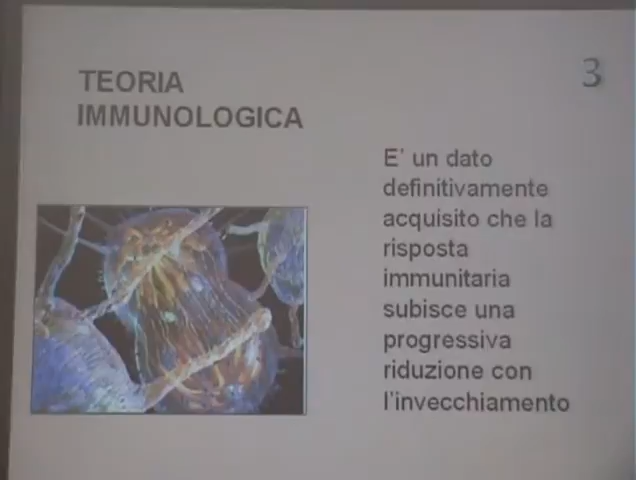 TEORIA
IMMUNOLOGICA
3
E' un dato
definitivamente
acquisito che la
risposta
immunitaria
subisce una
progressiva
riduzione con
l'invecchiamento